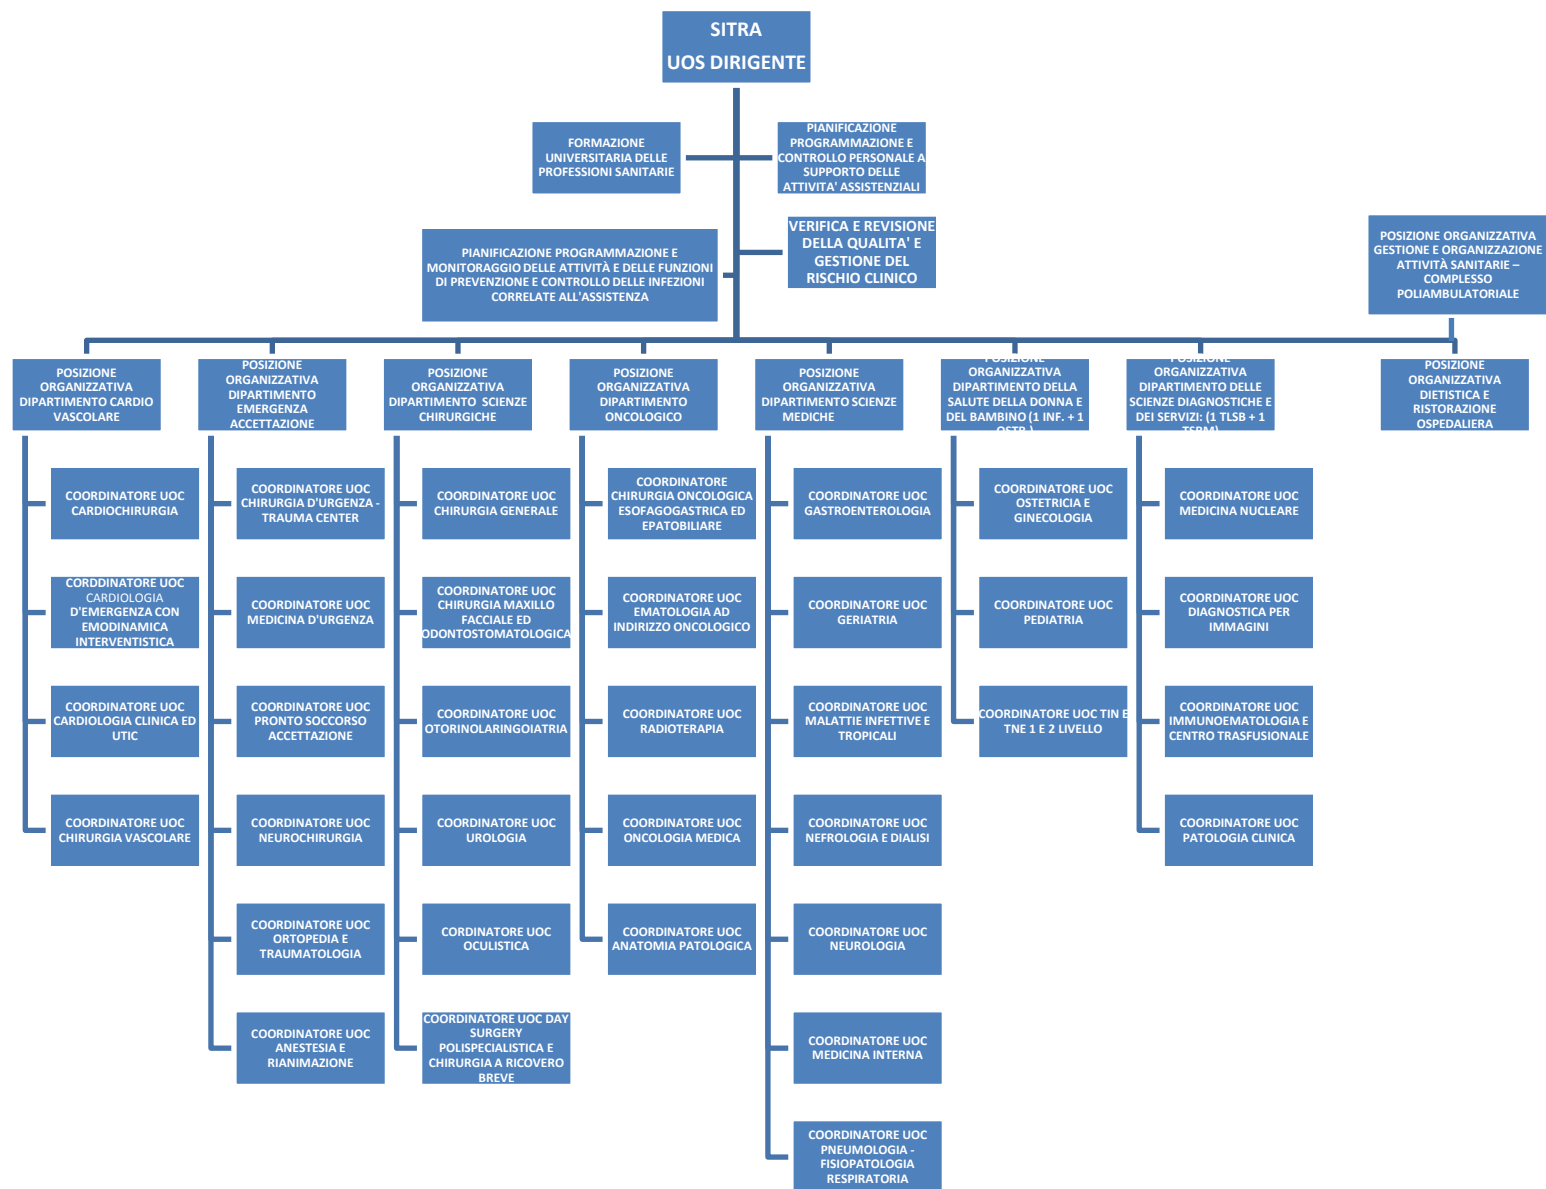 SITRA
UOS DIRIGENTE
FORMAZIONE
UNIVERSITARIA DELLE
PROFESSIONI SANITARIE
PIANIFICAZIONE
PROGRAMMAZIONE E
CONTROLLO PERSONALE A
SUPPORTO DELLE
ATTIVITA' ASSISTENZIALI
PIANIFICAZIONE PROGRAMMAZIONE E
MONITORAGGIO DELLE ATTIVITÀ E DELLE FUNZIONI
DI PREVENZIONE E CONTROLLO DELLE INFEZIONI
CORRELATE ALL'ASSISTENZA
VERIFICA E REVISIONE
DELLA QUALITA' E
GESTIONE DEL
RISCHIO CLINICO
POSIZIONE ORGANIZZATIVA
GESTIONE E ORGANIZZAZIONE
ATTIVITÀ SANITARIE –
COMPLESSO
POLIAMBULATORIALE
POSIZIONE
ORGANIZZATIVA
DIPARTIMENTO CARDIO
VASCOLARE
POSIZIONE
ORGANIZZATIVA
DIPARTIMENTO
EMERGENZA
ACCETTAZIONE
POSIZIONE
ORGANIZZATIVA
DIPARTIMENTO SCIENZE
CHIRURGICHE
POSIZIONE
ORGANIZZATIVA
DIPARTIMENTO
ONCOLOGICO
POSIZIONE
ORGANIZZATIVA
DIPARTIMENTO SCIENZE
MEDICHE
POSIZIONE
ORGANIZZATIVA
DIPARTIMENTO DELLA
SALUTE DELLA DONNA E
DEL BAMBINO (1 INF. + 1
OSTR.)
POSIZIONE
ORGANIZZATIVA
DIPARTIMENTO DELLE
SCIENZE DIAGNOSTICHE E
DEI SERVIZI: (1 TLSB + 1
TSRM)
POSIZIONE
ORGANIZZATIVA
DIETISTICA E
RISTORAZIONE
OSPEDALIERA
COORDINATORE UOC
CARDIOCHIRURGIA
CORDDINATORE UOC
CARDIOLOGIA
D'EMERGENZA CON
EMODINAMICA
INTERVENTISTICA
COORDINATORE UOC
CARDIOLOGIA CLINICA ED
UTIC
COORDINATORE UOC
CHIRURGIA VASCOLARE
COORDINATORE UOC
CHIRURGIA D'URGENZA -
TRAUMA CENTER
COORDINATORE UOC
MEDICINA D'URGENZA
COORDINATORE UOC
PRONTO SOCCORSO
ACCETTAZIONE
COORDINATORE UOC
NEUROCHIRURGIA
COORDINATORE UOC
ORTOPEDIA E
TRAUMATOLOGIA
COORDINATORE UOC
ANESTESIA E
RIANIMAZIONE
COORDINATORE UOC
CHIRURGIA GENERALE
COORDINATORE UOC
CHIRURGIA MAXILLO
FACCIALE ED
ODONTOSTOMATOLOGICA
COORDINATORE UOC
OTORINOLARINGOIATRIA
COORDINATORE UOC
UROLOGIA
CORDINATORE UOC
OCULISTICA
COORDINATORE UOC DAY
SURGERY
POLISPECIALISTICA E
CHIRURGIA A RICOVERO
BREVE
COORDINATORE
CHIRURGIA ONCOLOGICA
ESOFAGOGASTRICA ED
EPATOBILIARE
COORDINATORE UOC
EMATOLOGIA AD
INDIRIZZO ONCOLOGICO
COORDINATORE UOC
RADIOTERAPIA
COORDINATORE UOC
ONCOLOGIA MEDICA
COORDINATORE UOC
ANATOMIA PATOLOGICA
COORDINATORE UOC
GASTROENTEROLOGIA
COORDINATORE UOC
GERIATRIA
COORDINATORE UOC
MALATTIE INFETTIVE E
TROPICALI
COORDINATORE UOC
NEFROLOGIA E DIALISI
COORDINATORE UOC
NEUROLOGIA
COORDINATORE UOC
MEDICINA INTERNA
COORDINATORE UOC
PNEUMOLOGIA -
FISIOPATOLOGIA
RESPIRATORIA
COORDINATORE UOC
OSTETRICIA E
GINECOLOGIA
COORDINATORE UOC
PEDIATRIA
COORDINATORE UOC TIN E
TNE 1 E 2 LIVELLO
COORDINATORE UOC
MEDICINA NUCLEARE
COORDINATORE UOC
DIAGNOSTICA PER
IMMAGINI
COORDINATORE UOC
IMMUNOEMATOLOGIA E
CENTRO TRASFUSIONALE
COORDINATORE UOC
PATOLOGIA CLINICA